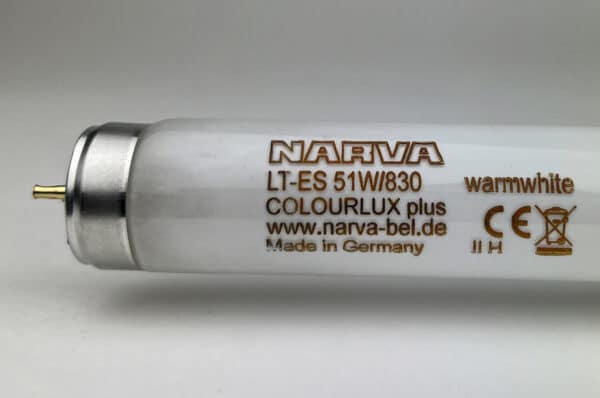 NARVA
LT-ES 51W/830 warmwhite
COLOURLUX plus
www.narva-bel.de
Made in Germany
CE
II H